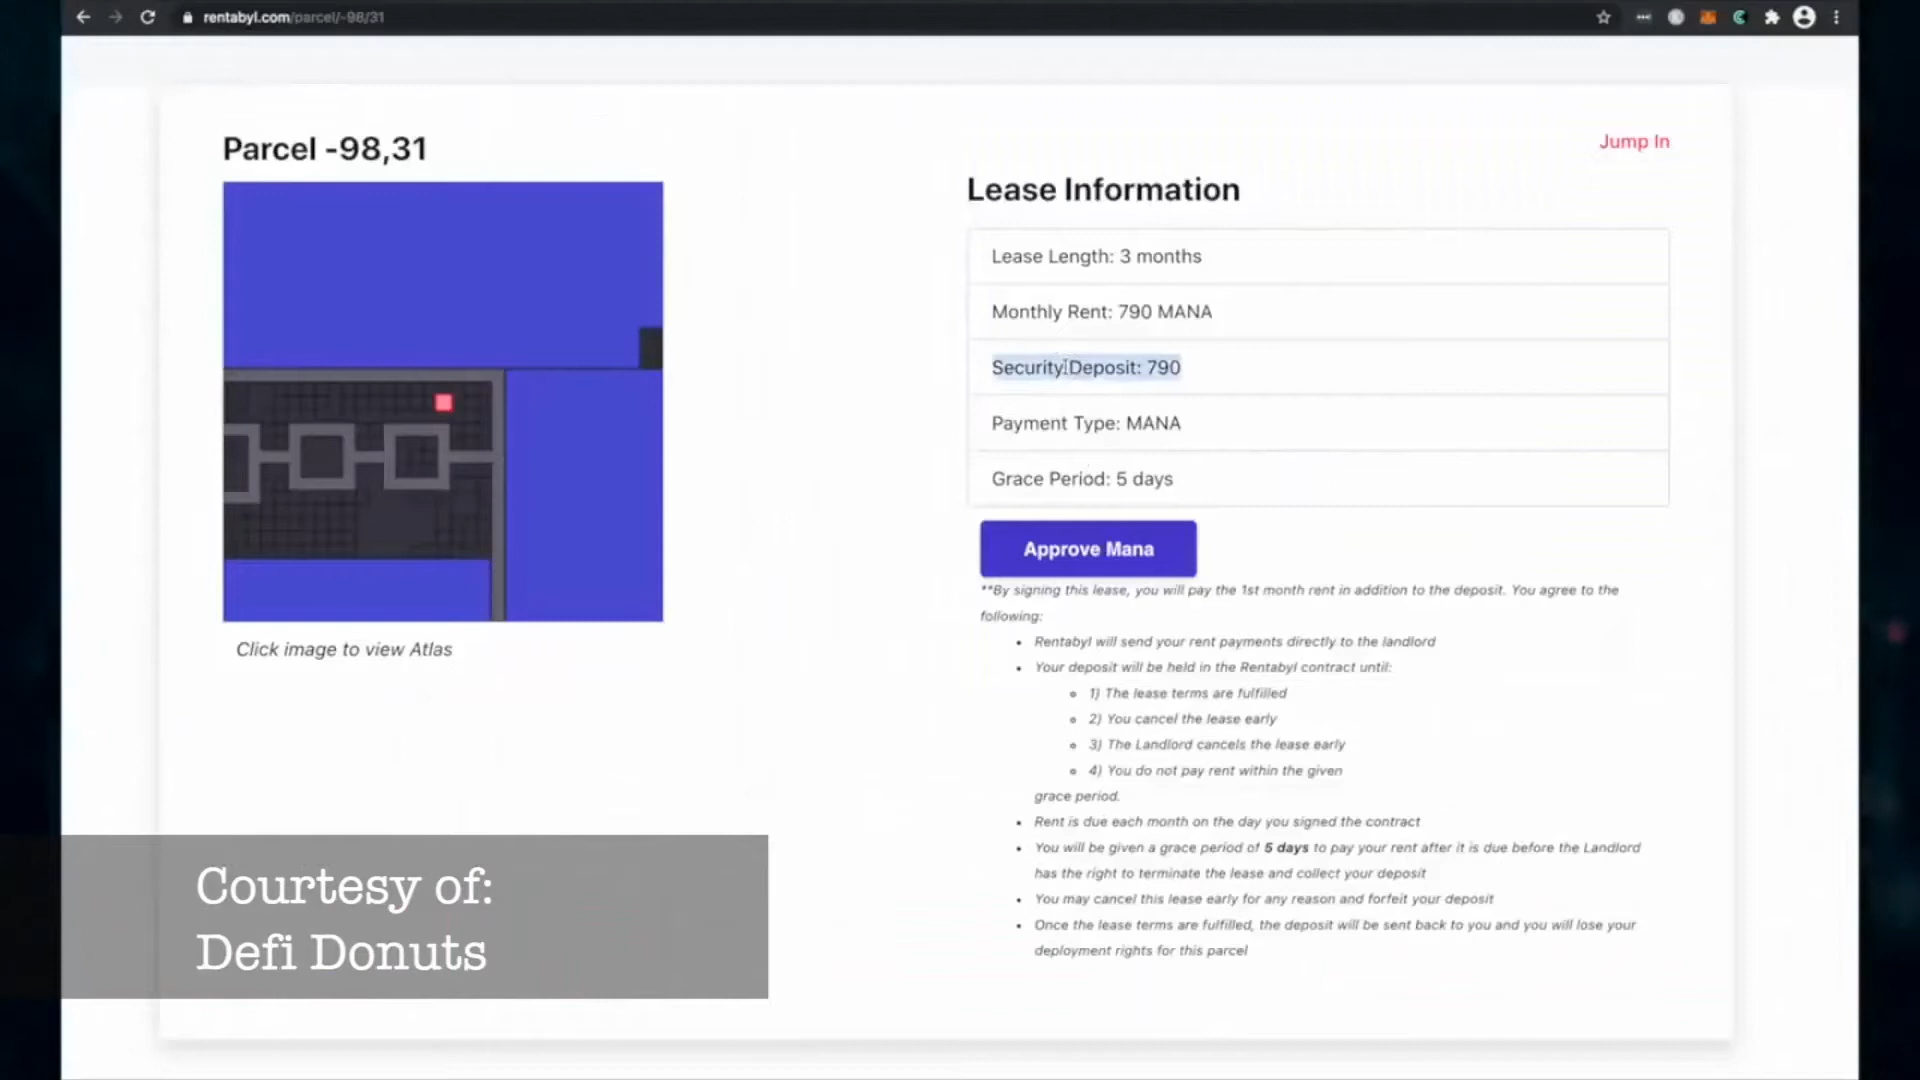 rentabyl.com/parcel/-98/31
Parcel -98,31
Click image to view Atlas
Jump In
Lease Information
Lease Length: 3 months
Monthly Rent: 790 MANA
Security Deposit: 790
Payment Type: MANA
Grace Period: 5 days
Approve Mana
**By signing this lease, you will pay the 1st month rent in addition to the deposit. You agree to the
following:
• Rentabyl will send your rent payments directly to the landlord
• Your deposit will be held in the Rentabyl contract until:
1) The lease terms are fulfilled
2) You cancel the lease early
3) The Landlord cancels the lease early
4) You do not pay rent within the given
grace period.
• Rent is due each month on the day you signed the contract
• You will be given a grace period of 5 days to pay your rent after it is due before the Landlord
has the right to terminate the lease and collect your deposit
• You may cancel this lease early for any reason and forfeit your deposit
• Once the lease terms are fulfilled, the deposit will be sent back to you and you will lose your
deployment rights for this parcel
Courtesy of:
Defi Donuts